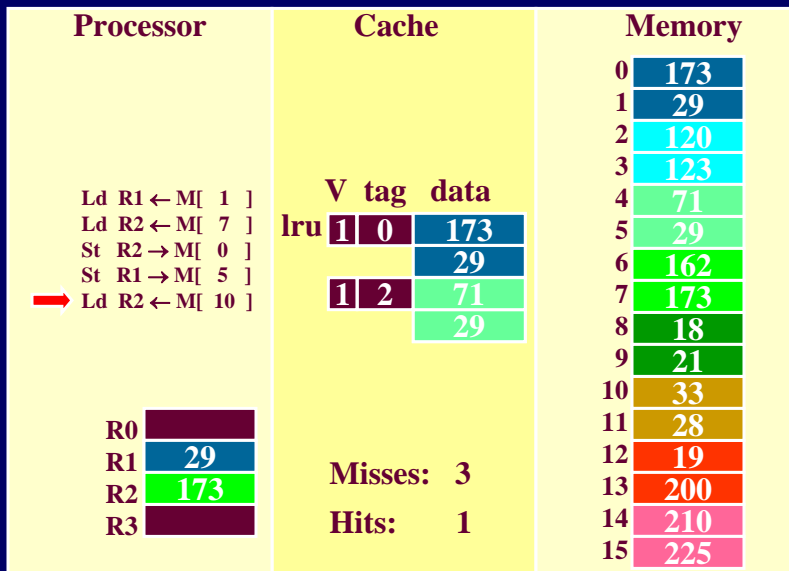 Processor
Ld R1 ← M[ 1 ]
Ld R2 ← M[ 7 ]
St R2 → M[ 0 ]
St R1 → M[ 5 ]
Ld R2 ← M[ 10 ]
R0
R1 29
R2 173
R3
Cache
V tag data
lru 1 0 173
29
1 2 71
29
Misses: 3
Hits: 1
Memory
0 173
1 29
2 120
3 123
4 71
5 29
6 162
7 173
8 18
9 21
10 33
11 28
12 19
13 200
14 210
15 225